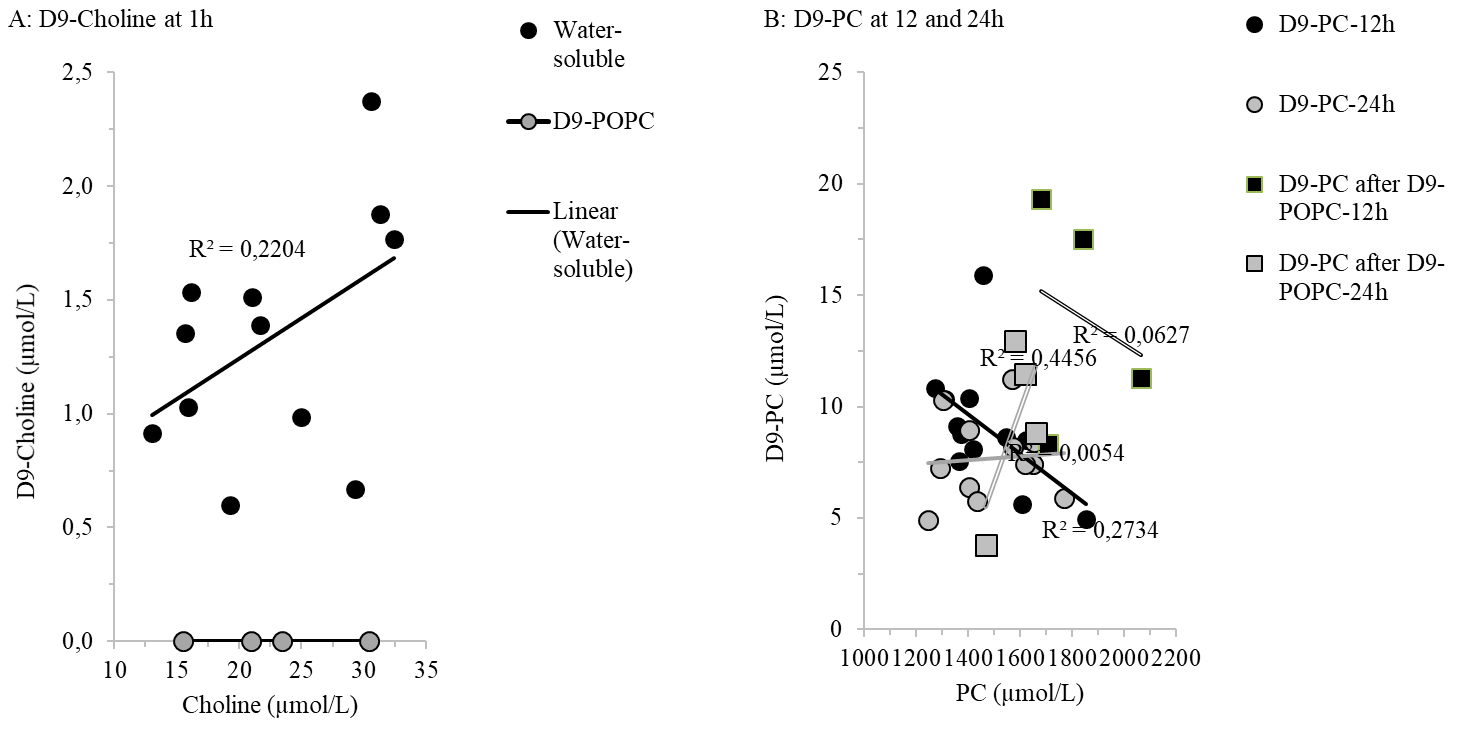 A: D9-Choline at 1h
Water-
soluble
D9-POPC
Linear
(Water-
soluble)
2,5
2,0
1,5
1,0
0,5
0,0
D9-Choline (µmol/L)
R² = 0,2204
10 15 20 25 30 35
Choline (µmol/L)
B: D9-PC at 12 and 24h
D9-PC-12h
D9-PC-24h
D9-PC after D9-
POPC-12h
D9-PC after D9-
POPC-24h
25
20
15
10
5
0
D9-PC (µmol/L)
R² = 0,0627
R² = 0,4456
R² = 0,0054
R² = 0,2734
1000 1200 1400 1600 1800 2000 2200
PC (µmol/L)